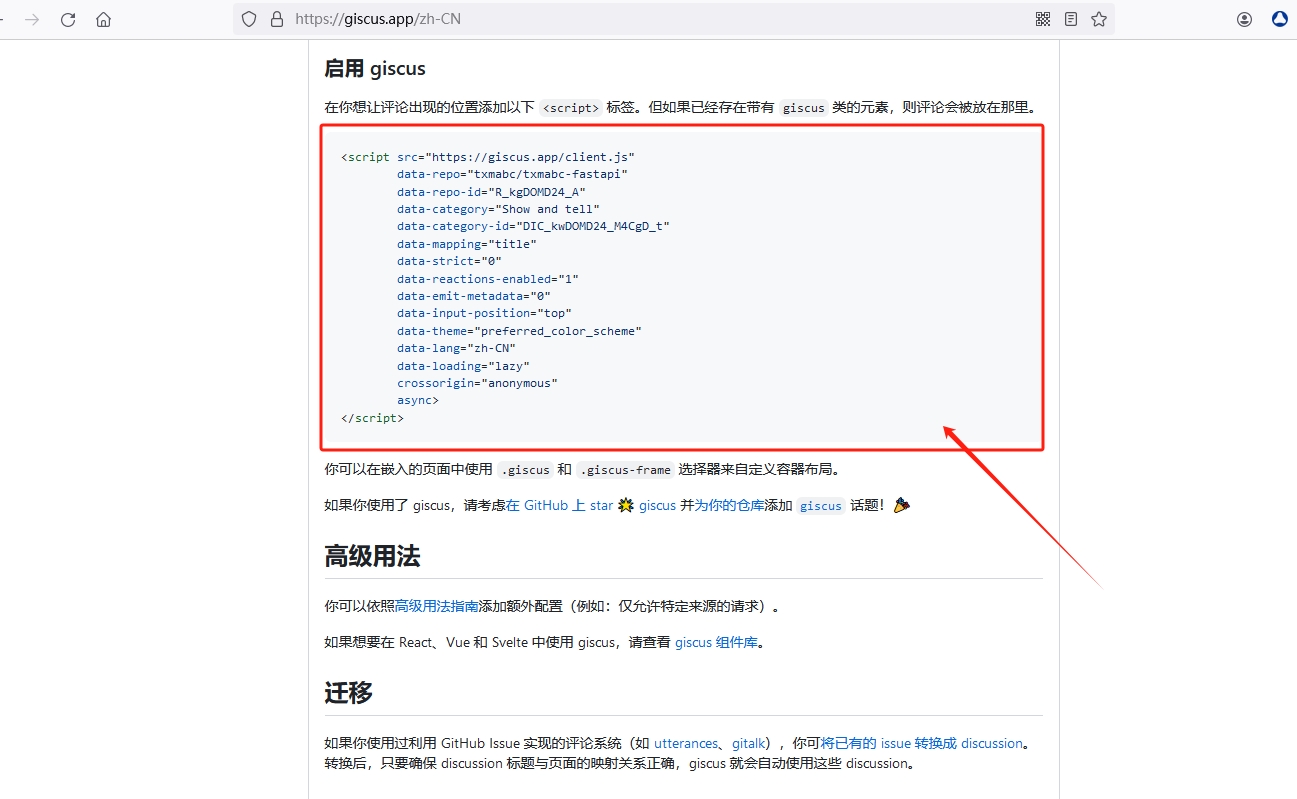 https://giscus.app/zh-CN
启用 giscus
在你想让评论出现的位置添加以下 <script> 标签。但如果已经存在带有 giscus 类的元素，则评论会被放在那里。
<script src="https://giscus.app/client.js"
data-repo="txmabc/txmabc-fastapi"
data-repo-id="R_kgDOMD24_A"
data-category="Show and tell"
data-category-id="DIC_kwDOMD24_M4CgD_t"
data-mapping="title"
data-strict="0"
data-reactions-enabled="1"
data-emit-metadata="0"
data-input-position="top"
data-theme="preferred_color_scheme"
data-lang="zh-CN"
data-loading="lazy"
crossorigin="anonymous"
async>
</script>
你可以在嵌入的页面中使用 .giscus 和 .giscus-frame 选择器来自定义容器布局。
如果你使用了 giscus，请考虑在 GitHub 上 star 🌟 giscus 并为你的仓库添加 giscus 话题！🎉
高级用法
你可以依照高级用法指南添加额外配置（例如：仅允许特定来源的请求）。
如果想要在 React、Vue 和 Svelte 中使用 giscus，请查看 giscus 组件库。
迁移
如果你使用过利用 GitHub Issue 实现的评论系统（如 utterances、gitalk），你可将已有的 issue 转换成 discussion。
转换后，只要确保 discussion 标题与页面的映射关系正确，giscus 就会自动使用这些 discussion。